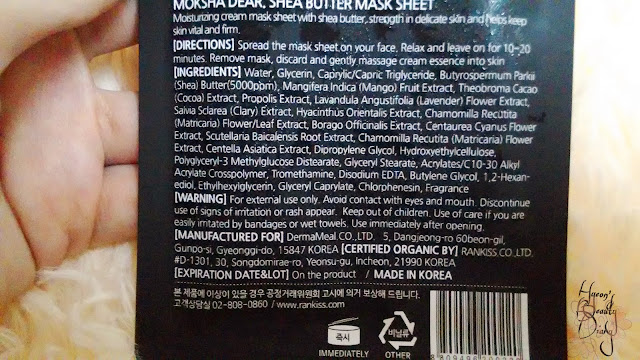 MOKSHA DEAR, SHEA BUTTER MASK SHEET
Moisturizing cream mask sheet with shea butter, strength in delicate skin and helps keep
skin vital and firm.
[DIRECTIONS] Spread the mask sheet on your face. Relax and leave on for 10~20
minutes. Remove mask, discard and gently massage cream essence into skin
[INGREDIENTS] Water, Glycerin, Caprylic/Capric Triglyceride, Butyrospermum Parkii
(Shea) Butter(5000ppm), Mangifera Indica (Mango) Fruit Extract, Theobroma Cacao
(Cocoa) Extract, Propolis Extract, Lavandula Angustifolia (Lavender) Flower Extract,
Salvia Sclarea (Clary) Extract, Hyacinthus Orientalis Extract, Chamomilla Recutita
(Matricaria) Flower/Leaf Extract, Borago Officinalis Extract, Centaurea Cyanus Flower
Extract, Scutellaria Baicalensis Root Extract, Chamomilla Recutita (Matricaria) Flower
Extract, Centella Asiatica Extract, Dipropylene Glycol, Hydroxyethylcellulose,
Polyglyceryl-3 Methylglucose Distearate, Glyceryl Stearate, Acrylates/C10-30 Alkyl
Acrylate Crosspolymer, Tromethamine, Disodium EDTA, Butylene Glycol, 1,2-Hexan-
ediol, Ethylhexylglycerin, Glyceryl Caprylate, Chlorphenesin, Fragrance
[WARNING] For external use only. Avoid contact with eyes and mouth. Discontinue
use of signs of irritation or rash appear. Keep out of children. Use of care if you are
easily irritated by bandages or wet towels. Use immediately after opening.
[MANUFACTURED FOR] DermaMeal.CO.,LTD 5, Dangjeong-ro 60beon-gil,
Gunpo-si, Gyeonggi-do, 15847 KOREA [CERTIFIED ORGANIC BY] RANKISS.CO.,LTD.
#D-1301, 30, Songdomirae-ro, Yeonsu-gu, Incheon, 21990 KOREA
[EXPIRATION DATE&LOT] On the product / MADE IN KOREA
본 제품에 이상이 있을 경우 공정거래위원회 고시에 의거 보상해 드립니다.
고객상담실 02-808-0860 / www.rankiss.com
즉시
IMMEDIATELY
비닐류
OTHER
Haeon's
Beauty
Diary